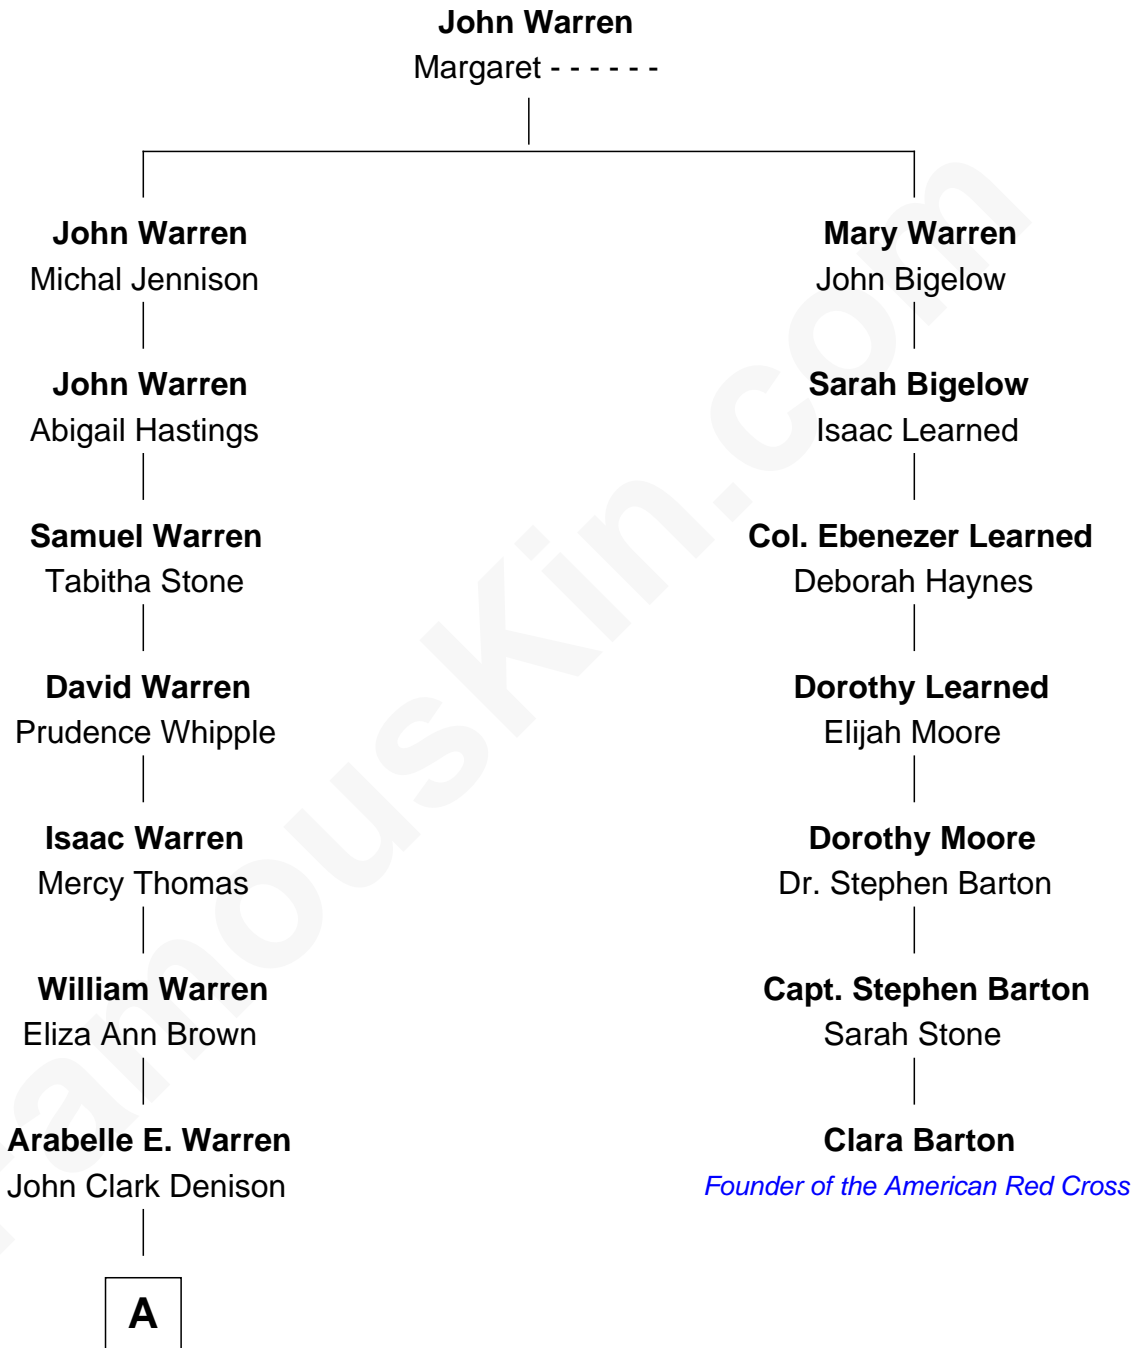 John Warren
Margaret - - - - - -
John Warren
Michal Jennison
Mary Warren
John Bigelow
John Warren
Abigail Hastings
Sarah Bigelow
Isaac Learned
Samuel Warren
Tabitha Stone
Col. Ebenezer Learned
Deborah Haynes
David Warren
Prudence Whipple
Dorothy Learned
Elijah Moore
Isaac Warren
Mercy Thomas
Dorothy Moore
Dr. Stephen Barton
William Warren
Eliza Ann Brown
Capt. Stephen Barton
Sarah Stone
Arabelle E. Warren
John Clark Denison
Clara Barton
Founder of the American Red Cross
A
FamousKin.com